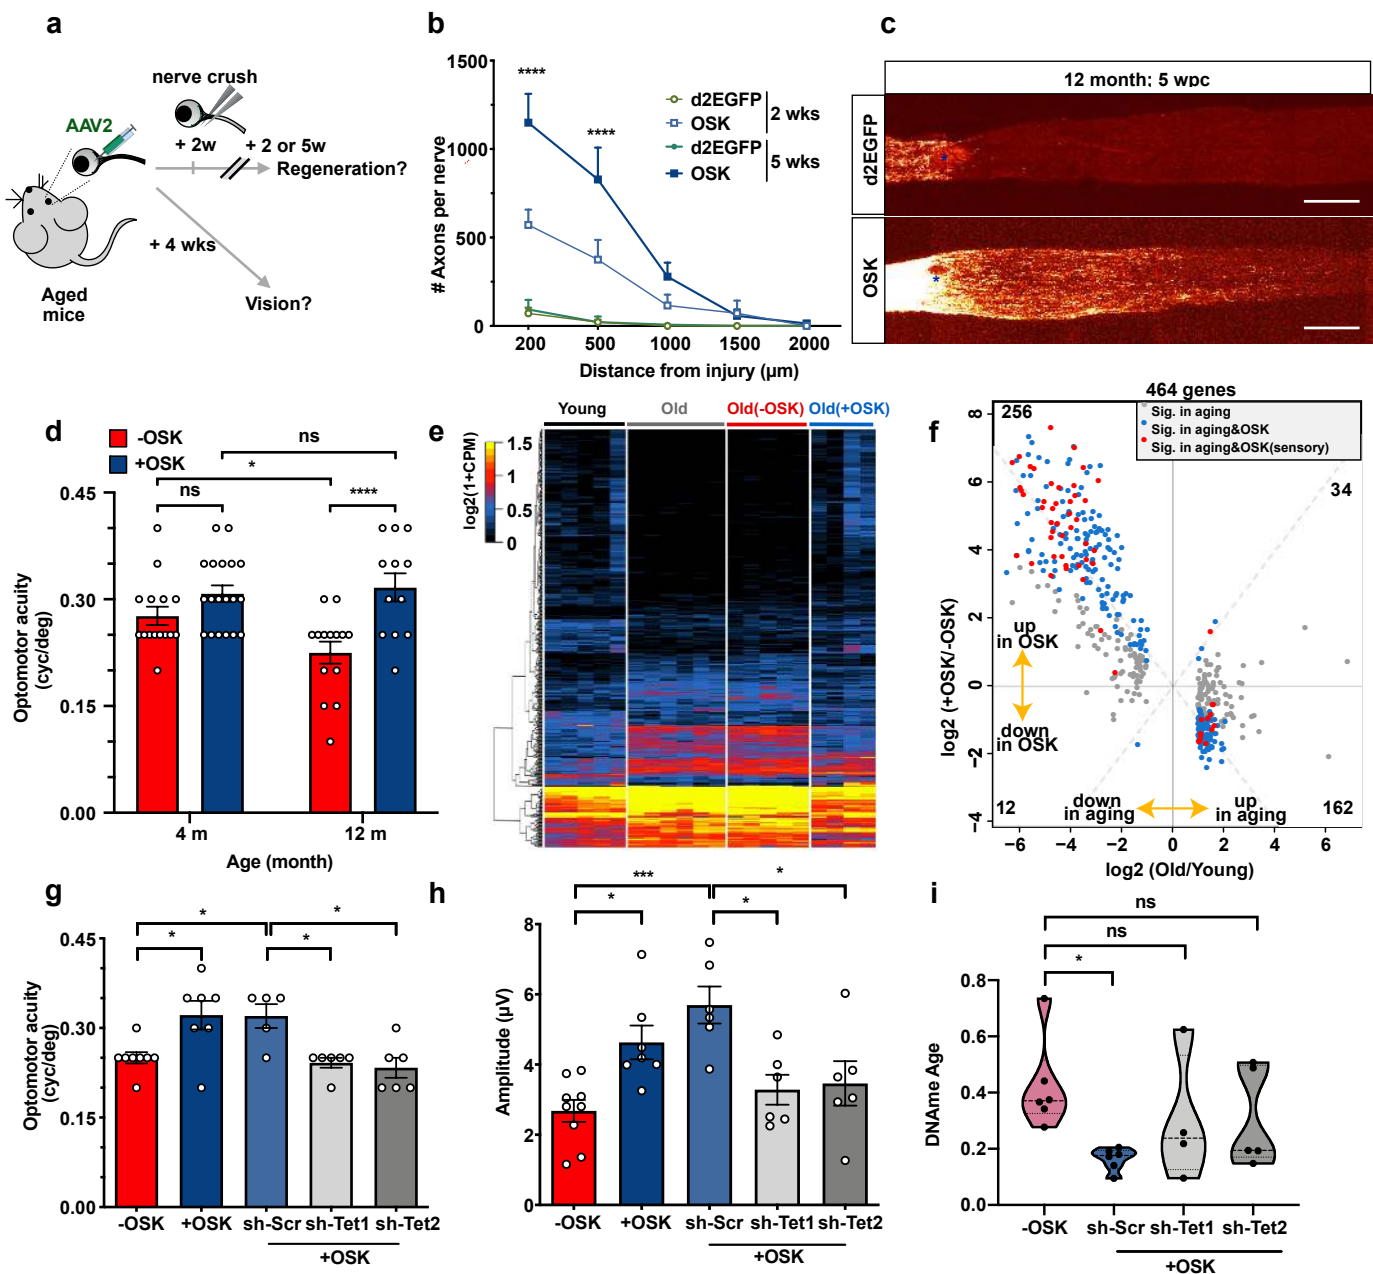 a
nerve crush
AAV2
+ 2w
+ 2 or 5w
Regeneration?
+ 4 wks
Aged
mice
Vision?
b
1500
1000
500
0
# Axons per nerve
****
****
d2EGFP
OSK
2 wks
d2EGFP
OSK
5 wks
200
500
1000
1500
2000
Distance from injury (µm)
c
12 month; 5 wpc
d2EGFP
*
OSK
*
d
-OSK
+OSK
ns
*
ns
****
0.45
0.30
0.15
0.00
Optomotor acuity
(cyc/deg)
4 m
12 m
Age (month)
e
Young
Old
Old(-OSK)
Old(+OSK)
log2(1+CPM)
1.5
1
0.5
0
f
464 genes
256
Sig. in aging
Sig. in aging&OSK
Sig. in aging&OSK(sensory)
34
8
6
4
2
0
−2
−4
log2 (+OSK/-OSK)
up
in OSK
down
in OSK
12
down
in aging
up
in aging
162
−6
−4
−2
0
2
4
6
log2 (Old/Young)
g
*
*
*
*
0.45
0.30
0.15
0.00
Optomotor acuity
(cyc/deg)
-OSK
+OSK
sh-Scr
sh-Tet1
sh-Tet2
+OSK
h
***
*
*
*
8
6
4
2
0
Amplitude (µV)
-OSK
+OSK
sh-Scr
sh-Tet1
sh-Tet2
+OSK
i
ns
ns
*
0.8
0.6
0.4
0.2
0.0
DNAme Age
-OSK
sh-Scr
sh-Tet1
sh-Tet2
+OSK